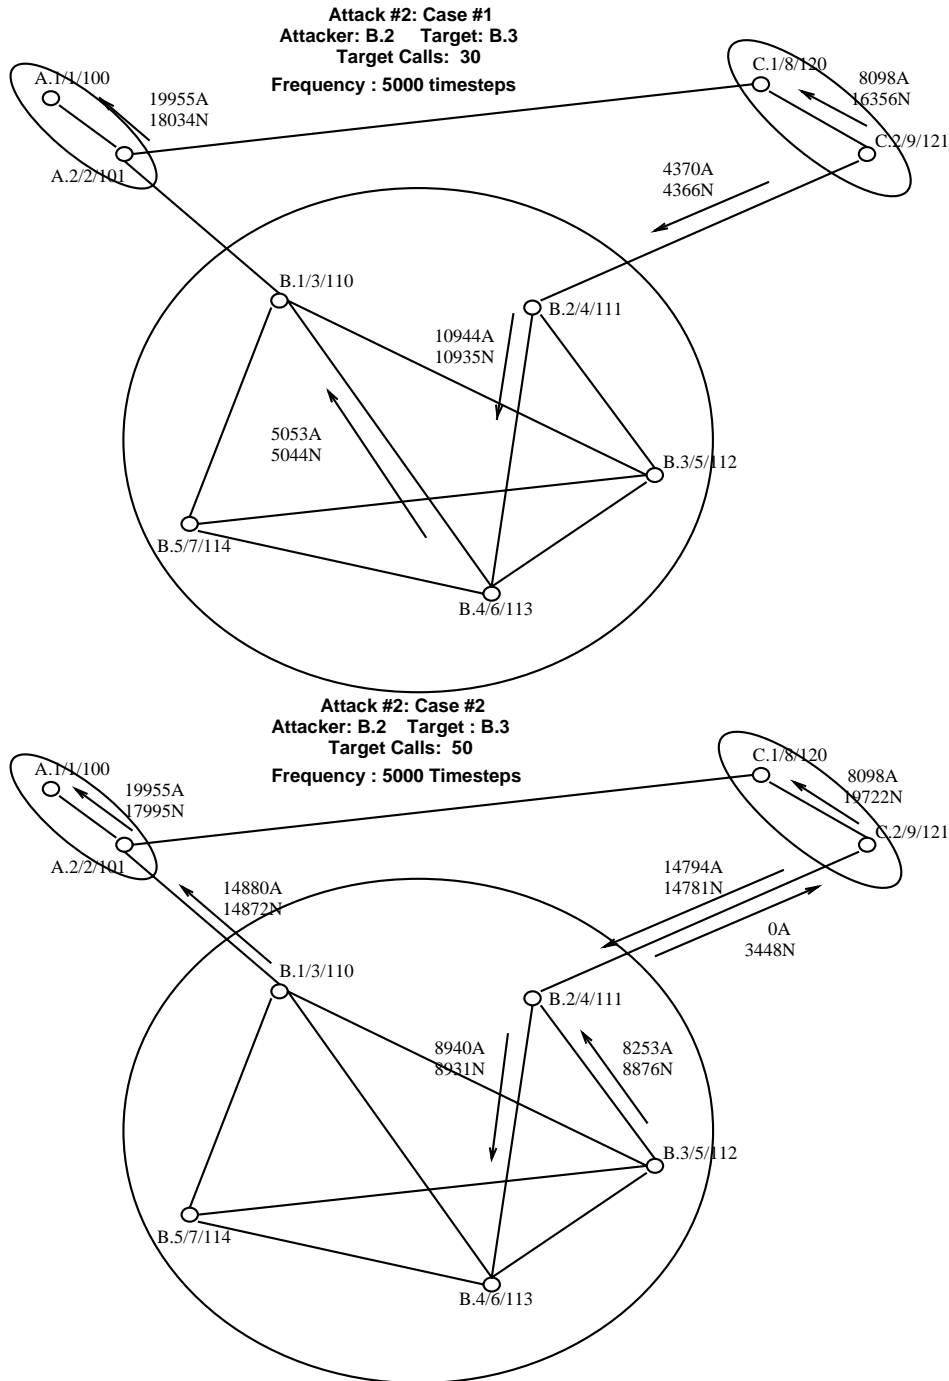 Attack #2: Case #1
Attacker: B.2 Target: B.3
Target Calls: 30
Frequency : 5000 timesteps
A.1/1/100
19955A
18034N
A.2/2/101
C.1/8/120
8098A
16356N
C.2/9/121
4370A
4366N
B.1/3/110
B.2/4/111
10944A
10935N
5053A
5044N
B.3/5/112
B.5/7/114
B.4/6/113
Attack #2: Case #2
Attacker: B.2 Target : B.3
Target Calls: 50
Frequency : 5000 Timesteps
A.1/1/100
19955A
17995N
A.2/2/101
C.1/8/120
8098A
19722N
C.2/9/121
14880A
14872N
14794A
14781N
0A
3448N
B.1/3/110
B.2/4/111
8940A
8931N
8253A
8876N
B.3/5/112
B.5/7/114
B.4/6/113